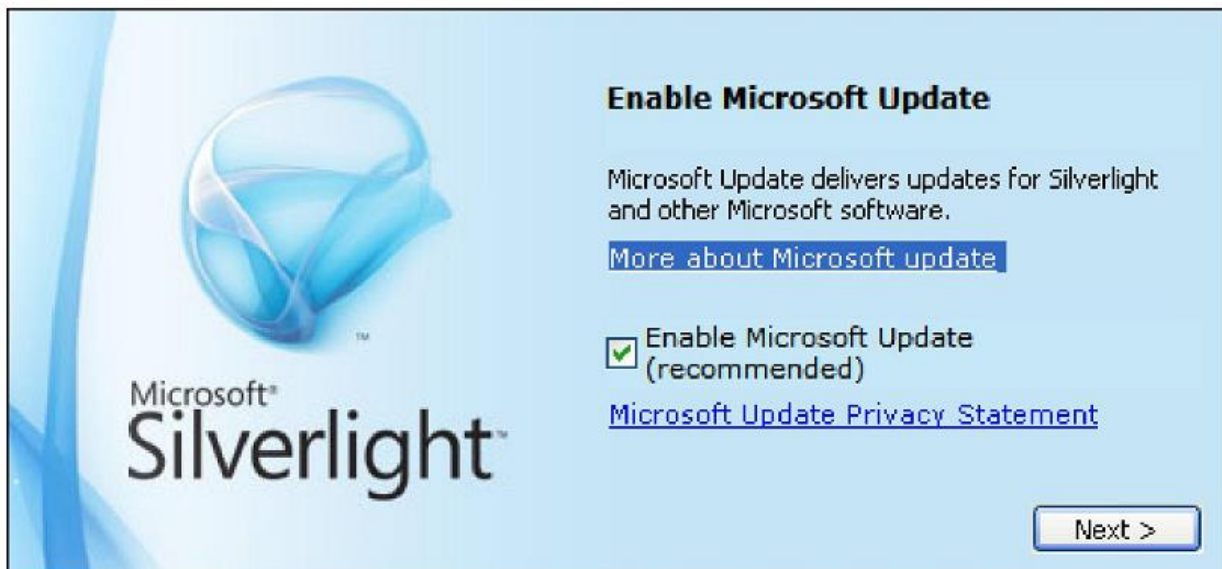 Enable Microsoft Update
Microsoft Update delivers updates for Silverlight
and other Microsoft software.
More about Microsoft update
Enable Microsoft Update
(recommended)
Microsoft Update Privacy Statement
Next >
TM
Microsoft®
Silverlight™